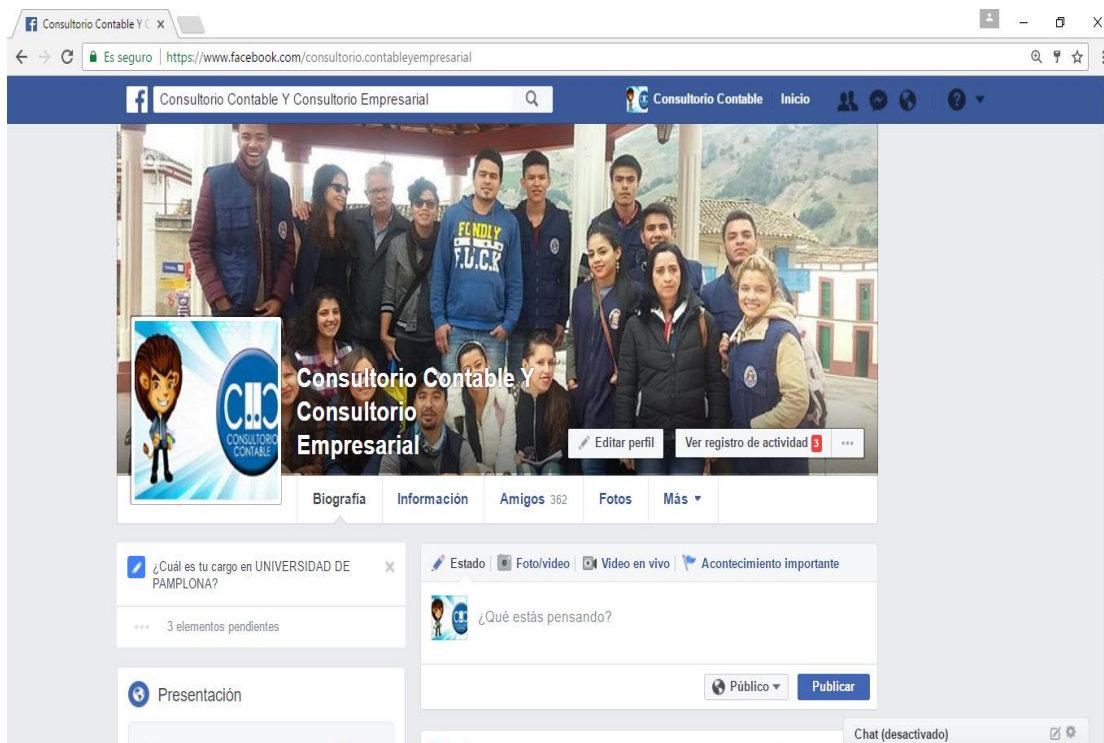 Consultorio Contable Y C
Es seguro | https://www.facebook.com/consultorio.contableyempresarial
Consultorio Contable Y Consultorio Empresarial
Consultorio Contable Inicio
FONDLY
F.U.C.K
CONSULTORIO
CONTABLE
Consultorio Contable Y
Consultorio
Empresarial
Editar perfil
Ver registro de actividad 3
Biografía Información Amigos 362 Fotos Más
¿Cuál es tu cargo en UNIVERSIDAD DE
PAMPLONA?
3 elementos pendientes
Presentación
Estado Foto/video Video en vivo Acontecimiento importante
¿Qué estás pensando?
Público Publicar
Chat (desactivado)